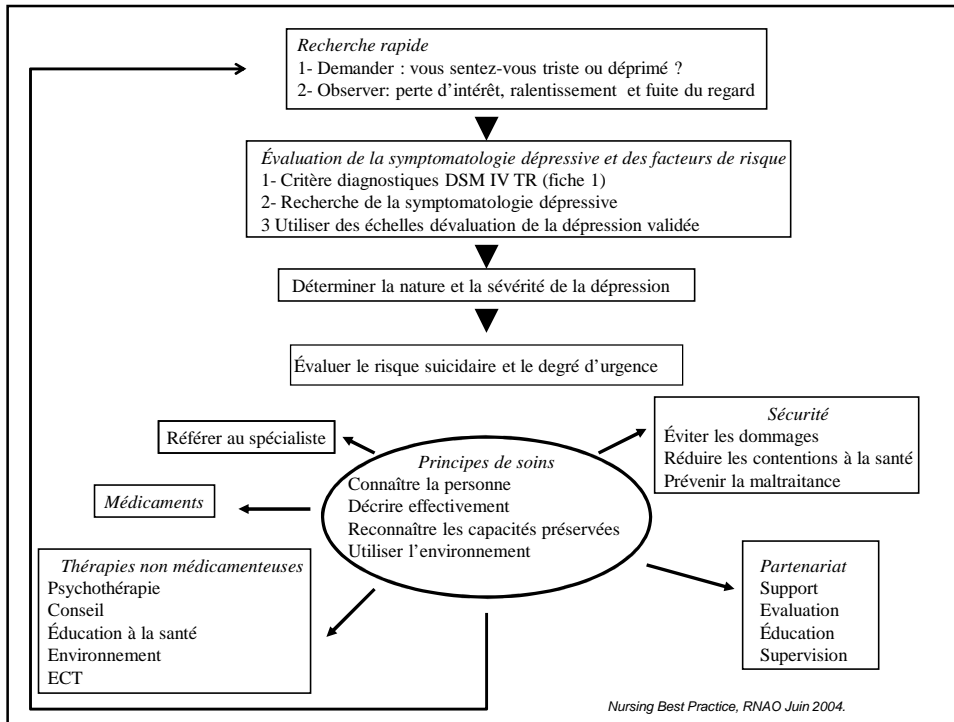 Recherche rapide
1- Demander : vous sentez-vous triste ou déprimé ?
2- Observer: perte d'intérêt, ralentissement et fuite du regard
Évaluation de la symptomatologie dépressive et des facteurs de risque
1- Critère diagnostiques DSM IV TR (fiche 1)
2- Recherche de la symptomatologie dépressive
3 Utiliser des échelles dévaluation de la dépression validée
Déterminer la nature et la sévérité de la dépression
Évaluer le risque suicidaire et le degré d'urgence
Référer au spécialiste
Médicaments
Thérapies non médicamenteuses
Psychothérapie
Conseil
Éducation à la santé
Environnement
ECT
Principes de soins
Connaître la personne
Décrire effectivement
Reconnaître les capacités préservées
Utiliser l'environnement
Sécurité
Éviter les dommages
Réduire les contentions à la santé
Prévenir la maltraitance
Partenariat
Support
Evaluation
Éducation
Supervision
Nursing Best Practice, RNAO Juin 2004.